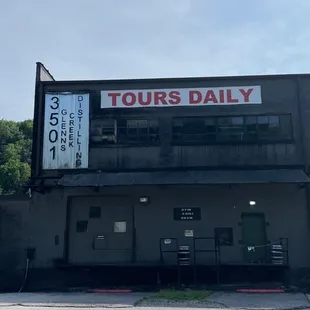 3501
GLENNS
CREEK
DISTILLING
TOURS DAILY